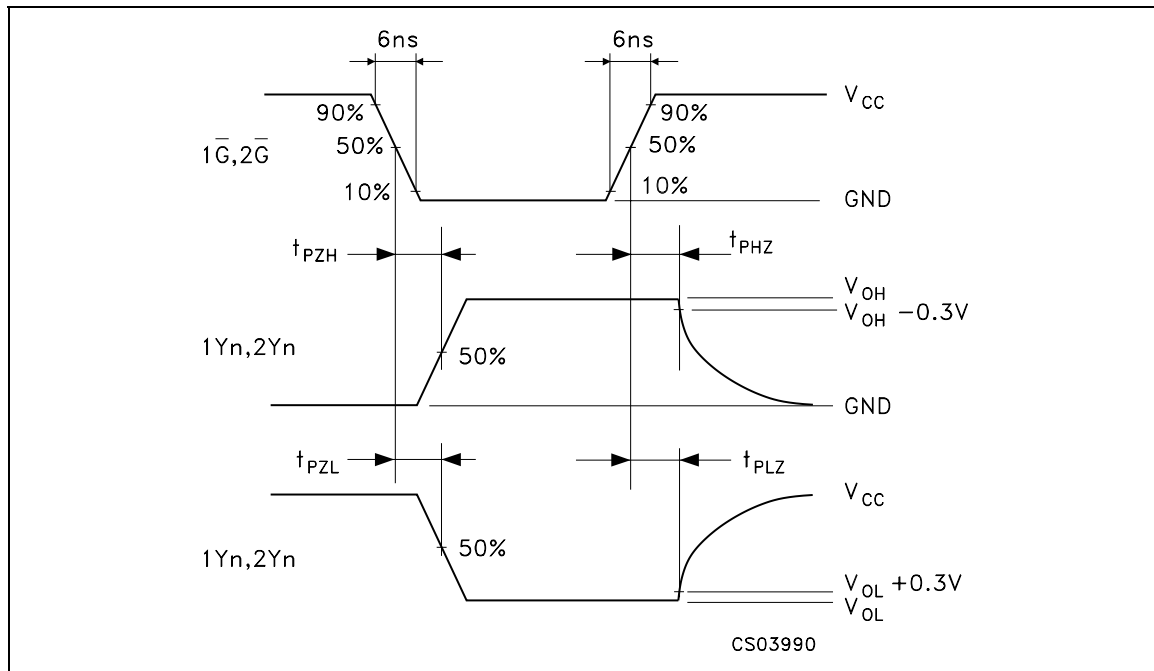 6ns 6ns
90% 90% V_CC
1G̅,2G̅ 50% 50%
10% 10%
GND
t_PZH t_PHZ
V_OH
V_OH −0.3V
1Yn,2Yn 50%
GND
t_PZL t_PLZ
V_CC
1Yn,2Yn 50%
V_OL +0.3V
V_OL
CS03990